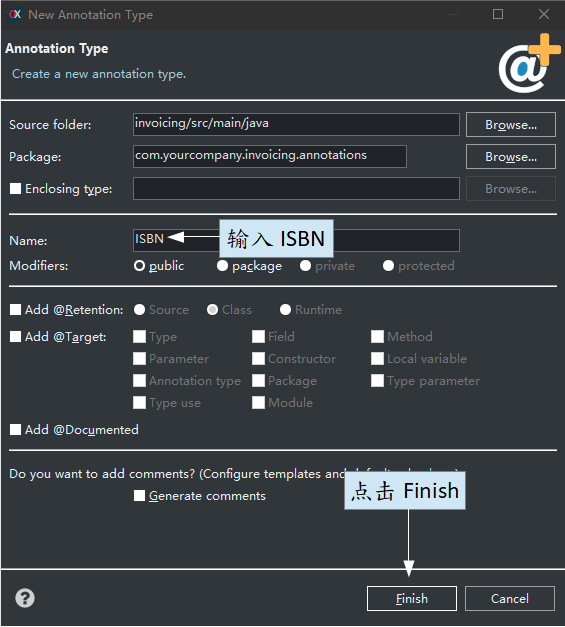 New Annotation Type
Annotation Type
Create a new annotation type.
Source folder: invoicing/src/main/java Browse...
Package: com.yourcompany.invoicing.annotations Browse...
Enclosing type: Browse...
Name: ISBN 输入 ISBN
Modifiers: public package private protected
Add @Retention: Source Class Runtime
Add @Target: Type Field Method
Parameter Constructor Local variable
Annotation type Package Type parameter
Type use Module
Add @Documented
Do you want to add comments? (Configure templates and
Generate comments
点击 Finish
Finish Cancel